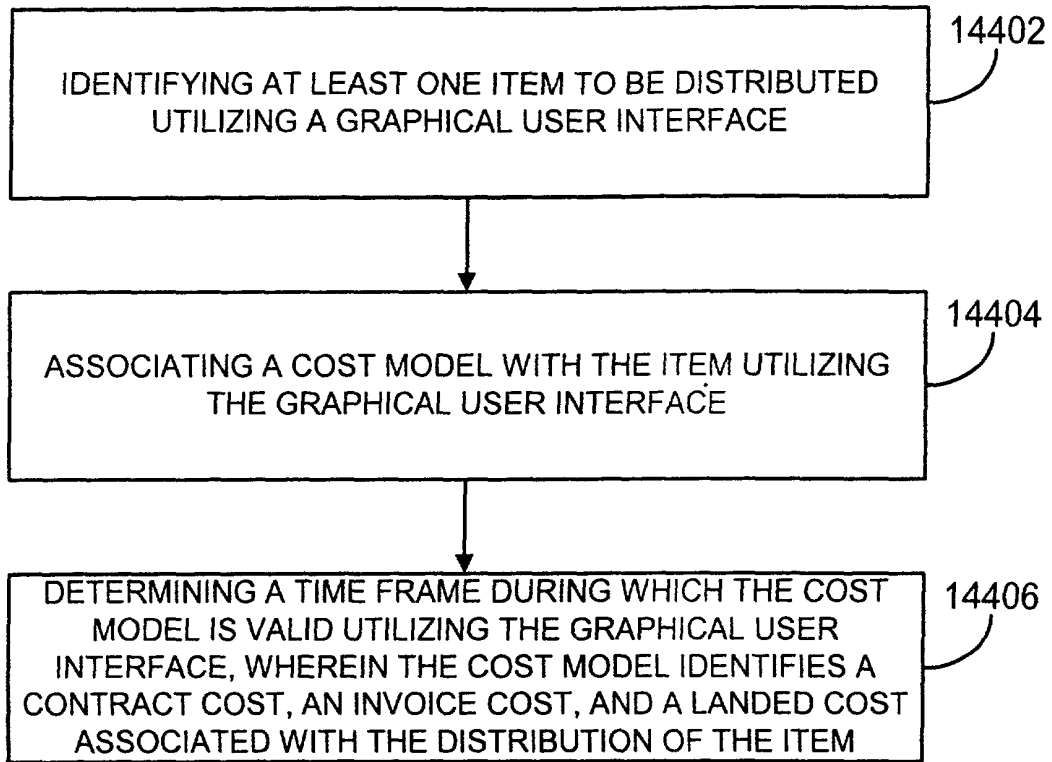 14402
IDENTIFYING AT LEAST ONE ITEM TO BE DISTRIBUTED
UTILIZING A GRAPHICAL USER INTERFACE
14404
ASSOCIATING A COST MODEL WITH THE ITEM UTILIZING
THE GRAPHICAL USER INTERFACE
14406
DETERMINING A TIME FRAME DURING WHICH THE COST
MODEL IS VALID UTILIZING THE GRAPHICAL USER
INTERFACE, WHEREIN THE COST MODEL IDENTIFIES A
CONTRACT COST, AN INVOICE COST, AND A LANDED COST
ASSOCIATED WITH THE DISTRIBUTION OF THE ITEM